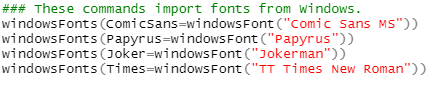 ### These commands import fonts from Windows.
windowsFonts(ComicSans=windowsFont("Comic Sans MS"))
windowsFonts(Papyrus=windowsFont("Papyrus"))
windowsFonts(Joker=windowsFont("Jokerman"))
windowsFonts(Times=windowsFont("TT Times New Roman"))